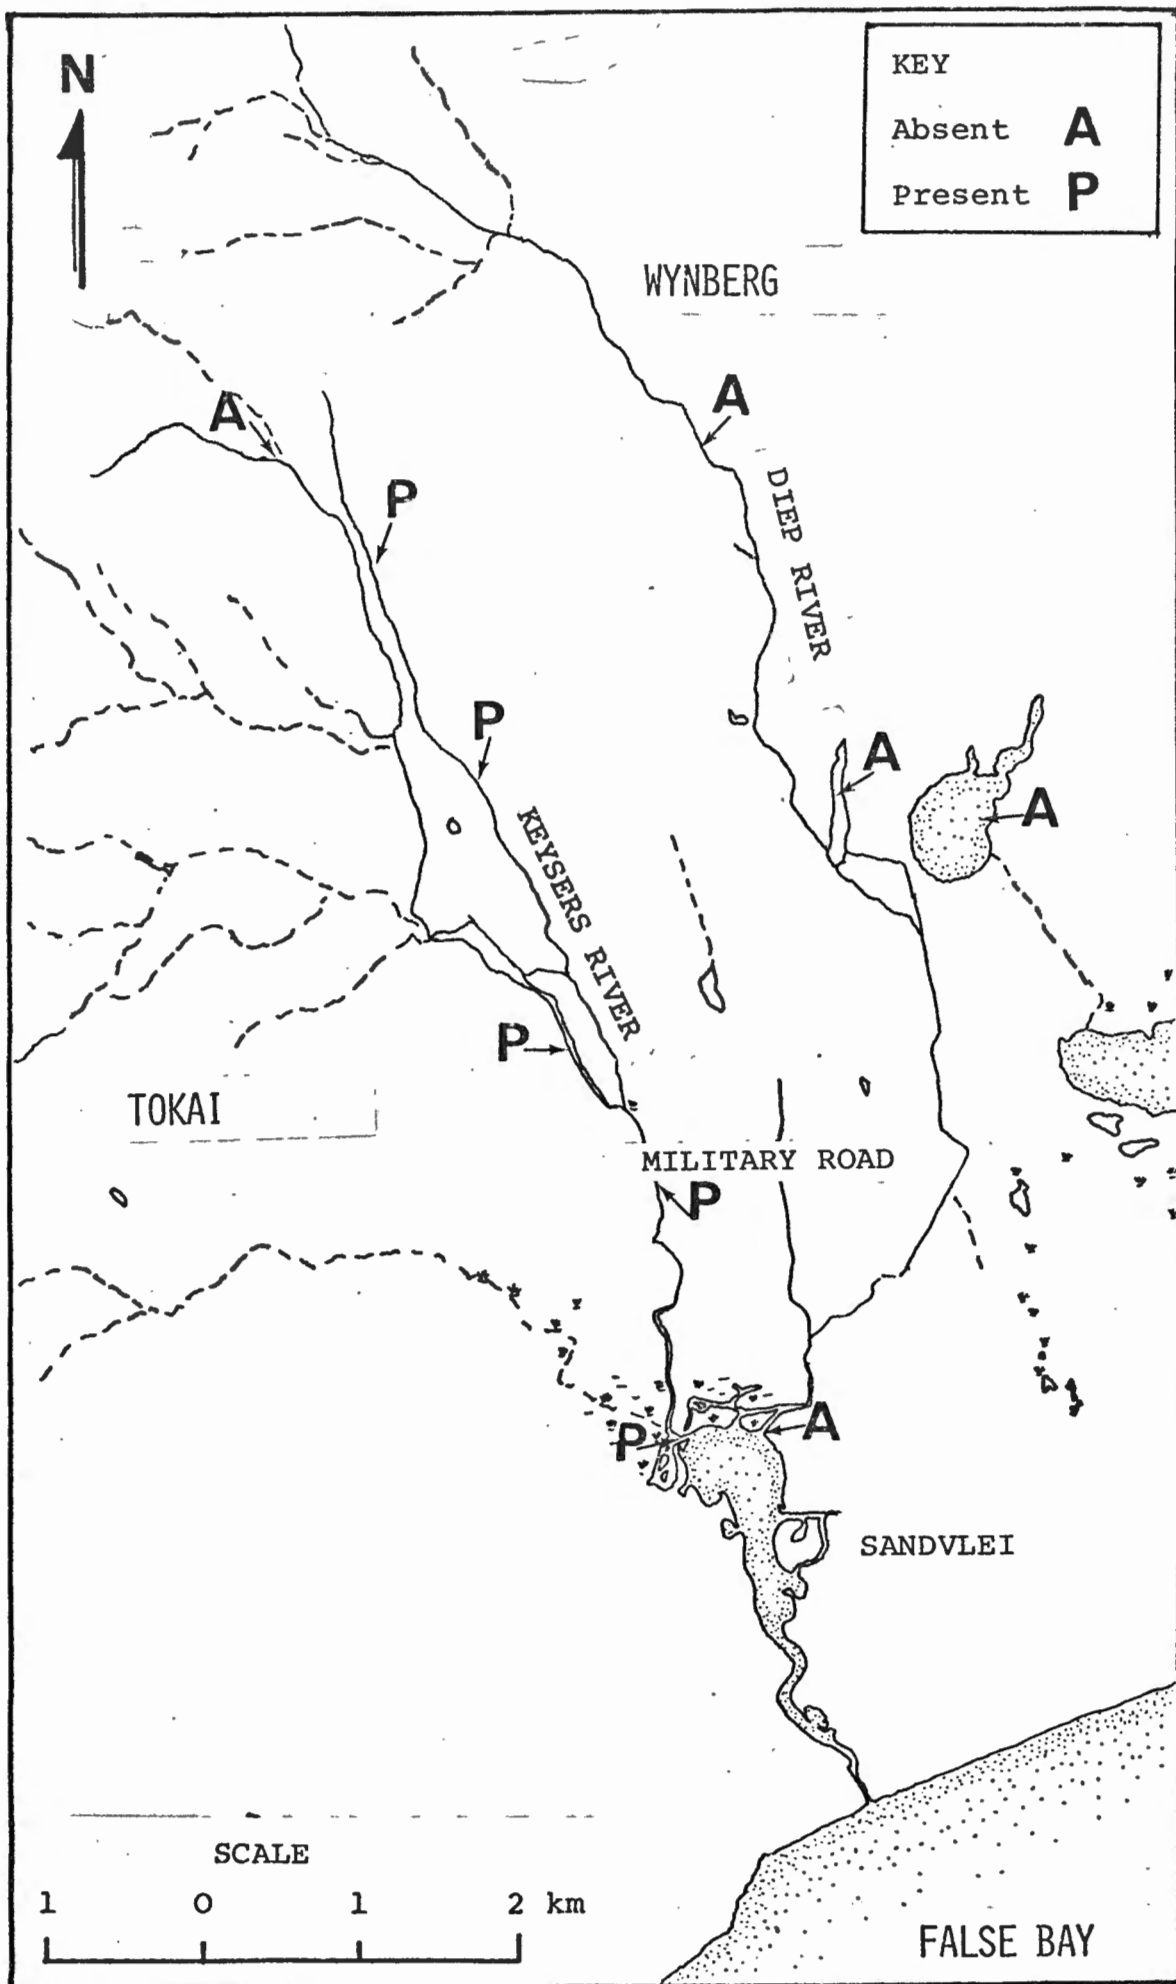 N
KEY
Absent A
Present P
WYNBERG
A
A
P
DIEP RIVER
P
A
A
KEYSERS RIVER
P
TOKAI
MILITARY ROAD
P
P
A
SANDVLEI
SCALE
1 0 1 2 km
FALSE BAY